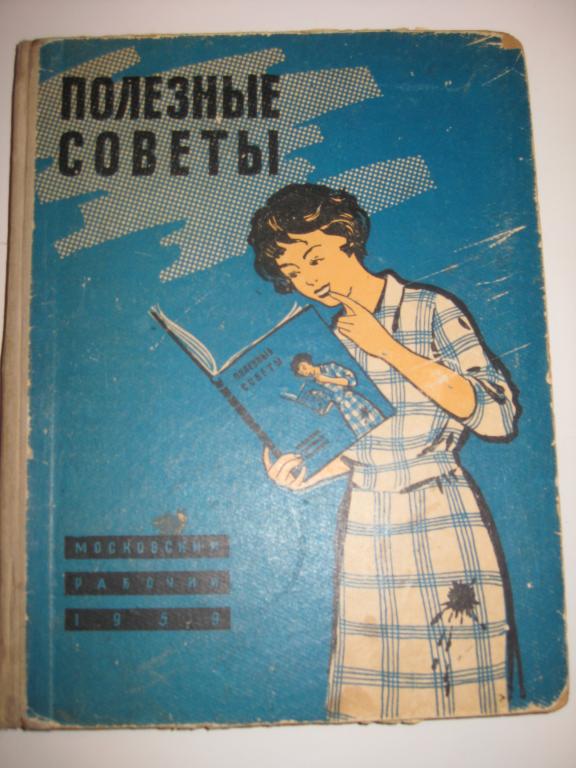 ПОЛЕЗНЫЕ
СОВЕТЫ
ПОЛЕЗНЫЕ
СОВЕТЫ
МОСКОВСКИЙ
РАБОЧИЙ
1959